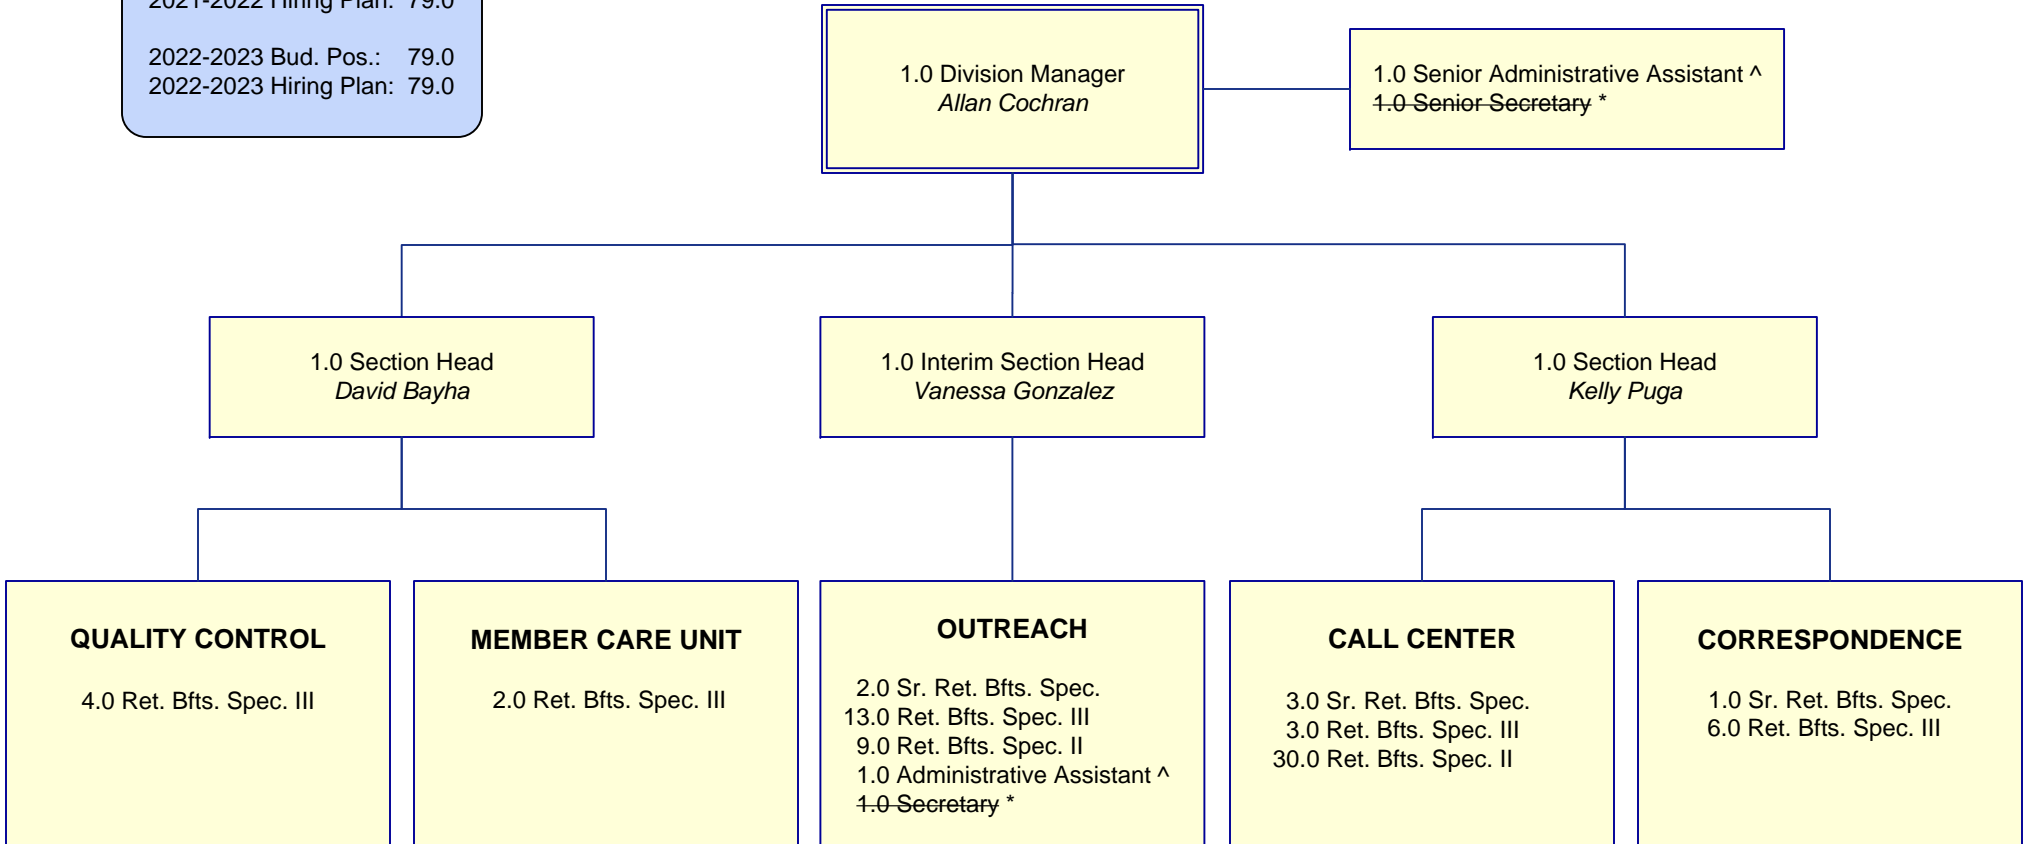 2021-2022 Hiring Plan: 79.0
2022-2023 Bud. Pos.: 79.0
2022-2023 Hiring Plan: 79.0
1.0 Division Manager
Allan Cochran
1.0 Senior Administrative Assistant ^
1.0 Senior Secretary *
1.0 Section Head
David Bayha
1.0 Interim Section Head
Vanessa Gonzalez
1.0 Section Head
Kelly Puga
QUALITY CONTROL
4.0 Ret. Bfts. Spec. III
MEMBER CARE UNIT
2.0 Ret. Bfts. Spec. III
OUTREACH
2.0 Sr. Ret. Bfts. Spec.
13.0 Ret. Bfts. Spec. III
9.0 Ret. Bfts. Spec. II
1.0 Administrative Assistant ^
1.0 Secretary *
CALL CENTER
3.0 Sr. Ret. Bfts. Spec.
3.0 Ret. Bfts. Spec. III
30.0 Ret. Bfts. Spec. II
CORRESPONDENCE
1.0 Sr. Ret. Bfts. Spec.
6.0 Ret. Bfts. Spec. III